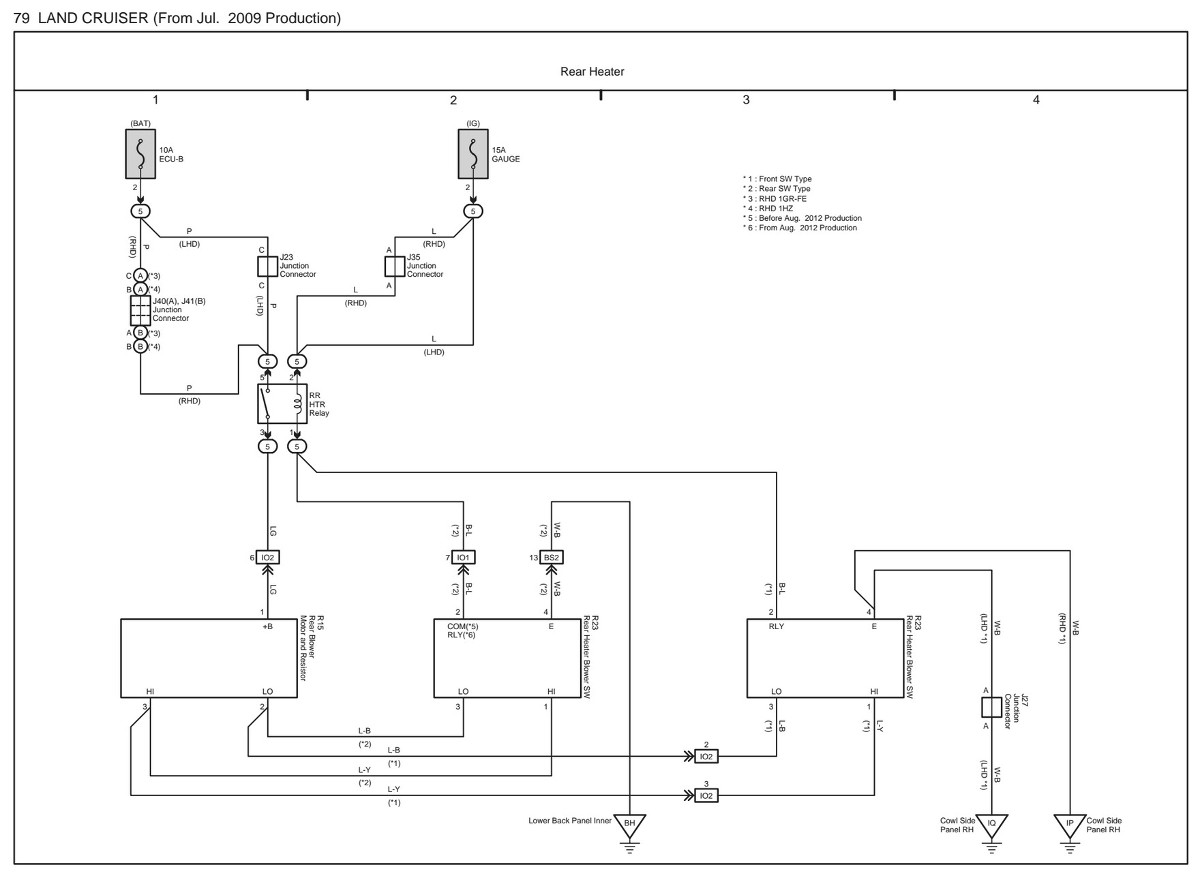 79 LAND CRUISER (From Jul. 2009 Production)
Rear Heater
1 2 3 4
(BAT)
10A
ECU-B
2
5
(IG)
15A
GAUGE
2
5
* 1 : Front SW Type
* 2 : Rear SW Type
* 3 : RHD 1GR-FE
* 4 : RHD 1HZ
* 5 : Before Aug. 2012 Production
* 6 : From Aug. 2012 Production
P
(LHD)
P
(RHD)
L
(RHD)
C
J23
Junction
Connector
C
P
(LHD)
A
J35
Junction
Connector
A
L
(RHD)
C A (*3)
B A (*4)
J40(A), J41(B)
Junction
Connector
A B (*3)
B B (*4)
L
(LHD)
P
(RHD)
5 5
5 2
RR
HTR
Relay
3 1
5 5
LG
6 IO2
LG
B-L
(*2)
7 IO1
B-L
(*2)
W-B
(*2)
13 BS2
W-B
(*2)
B-L
(*1)
1
+B
R15
Rear Blower
Motor and Resistor
HI LO
3 2
2 4
COM(*5)
RLY(*6)
E
R23
Rear Heater Blower SW
LO HI
3 1
2 4
RLY E
R23
Rear Heater Blower SW
LO HI
3 1
L-B
(*1)
L-Y
(*1)
W-B
(LHD *1)
W-B
(RHD *1)
A
J27
Junction
Connector
A
W-B
(LHD *1)
L-B
(*2)
L-B
(*1)
2
IO2
L-Y
(*2)
L-Y
(*1)
3
IO2
Lower Back Panel Inner
BH
Cowl Side
Panel RH
IQ
IP
Cowl Side
Panel RH